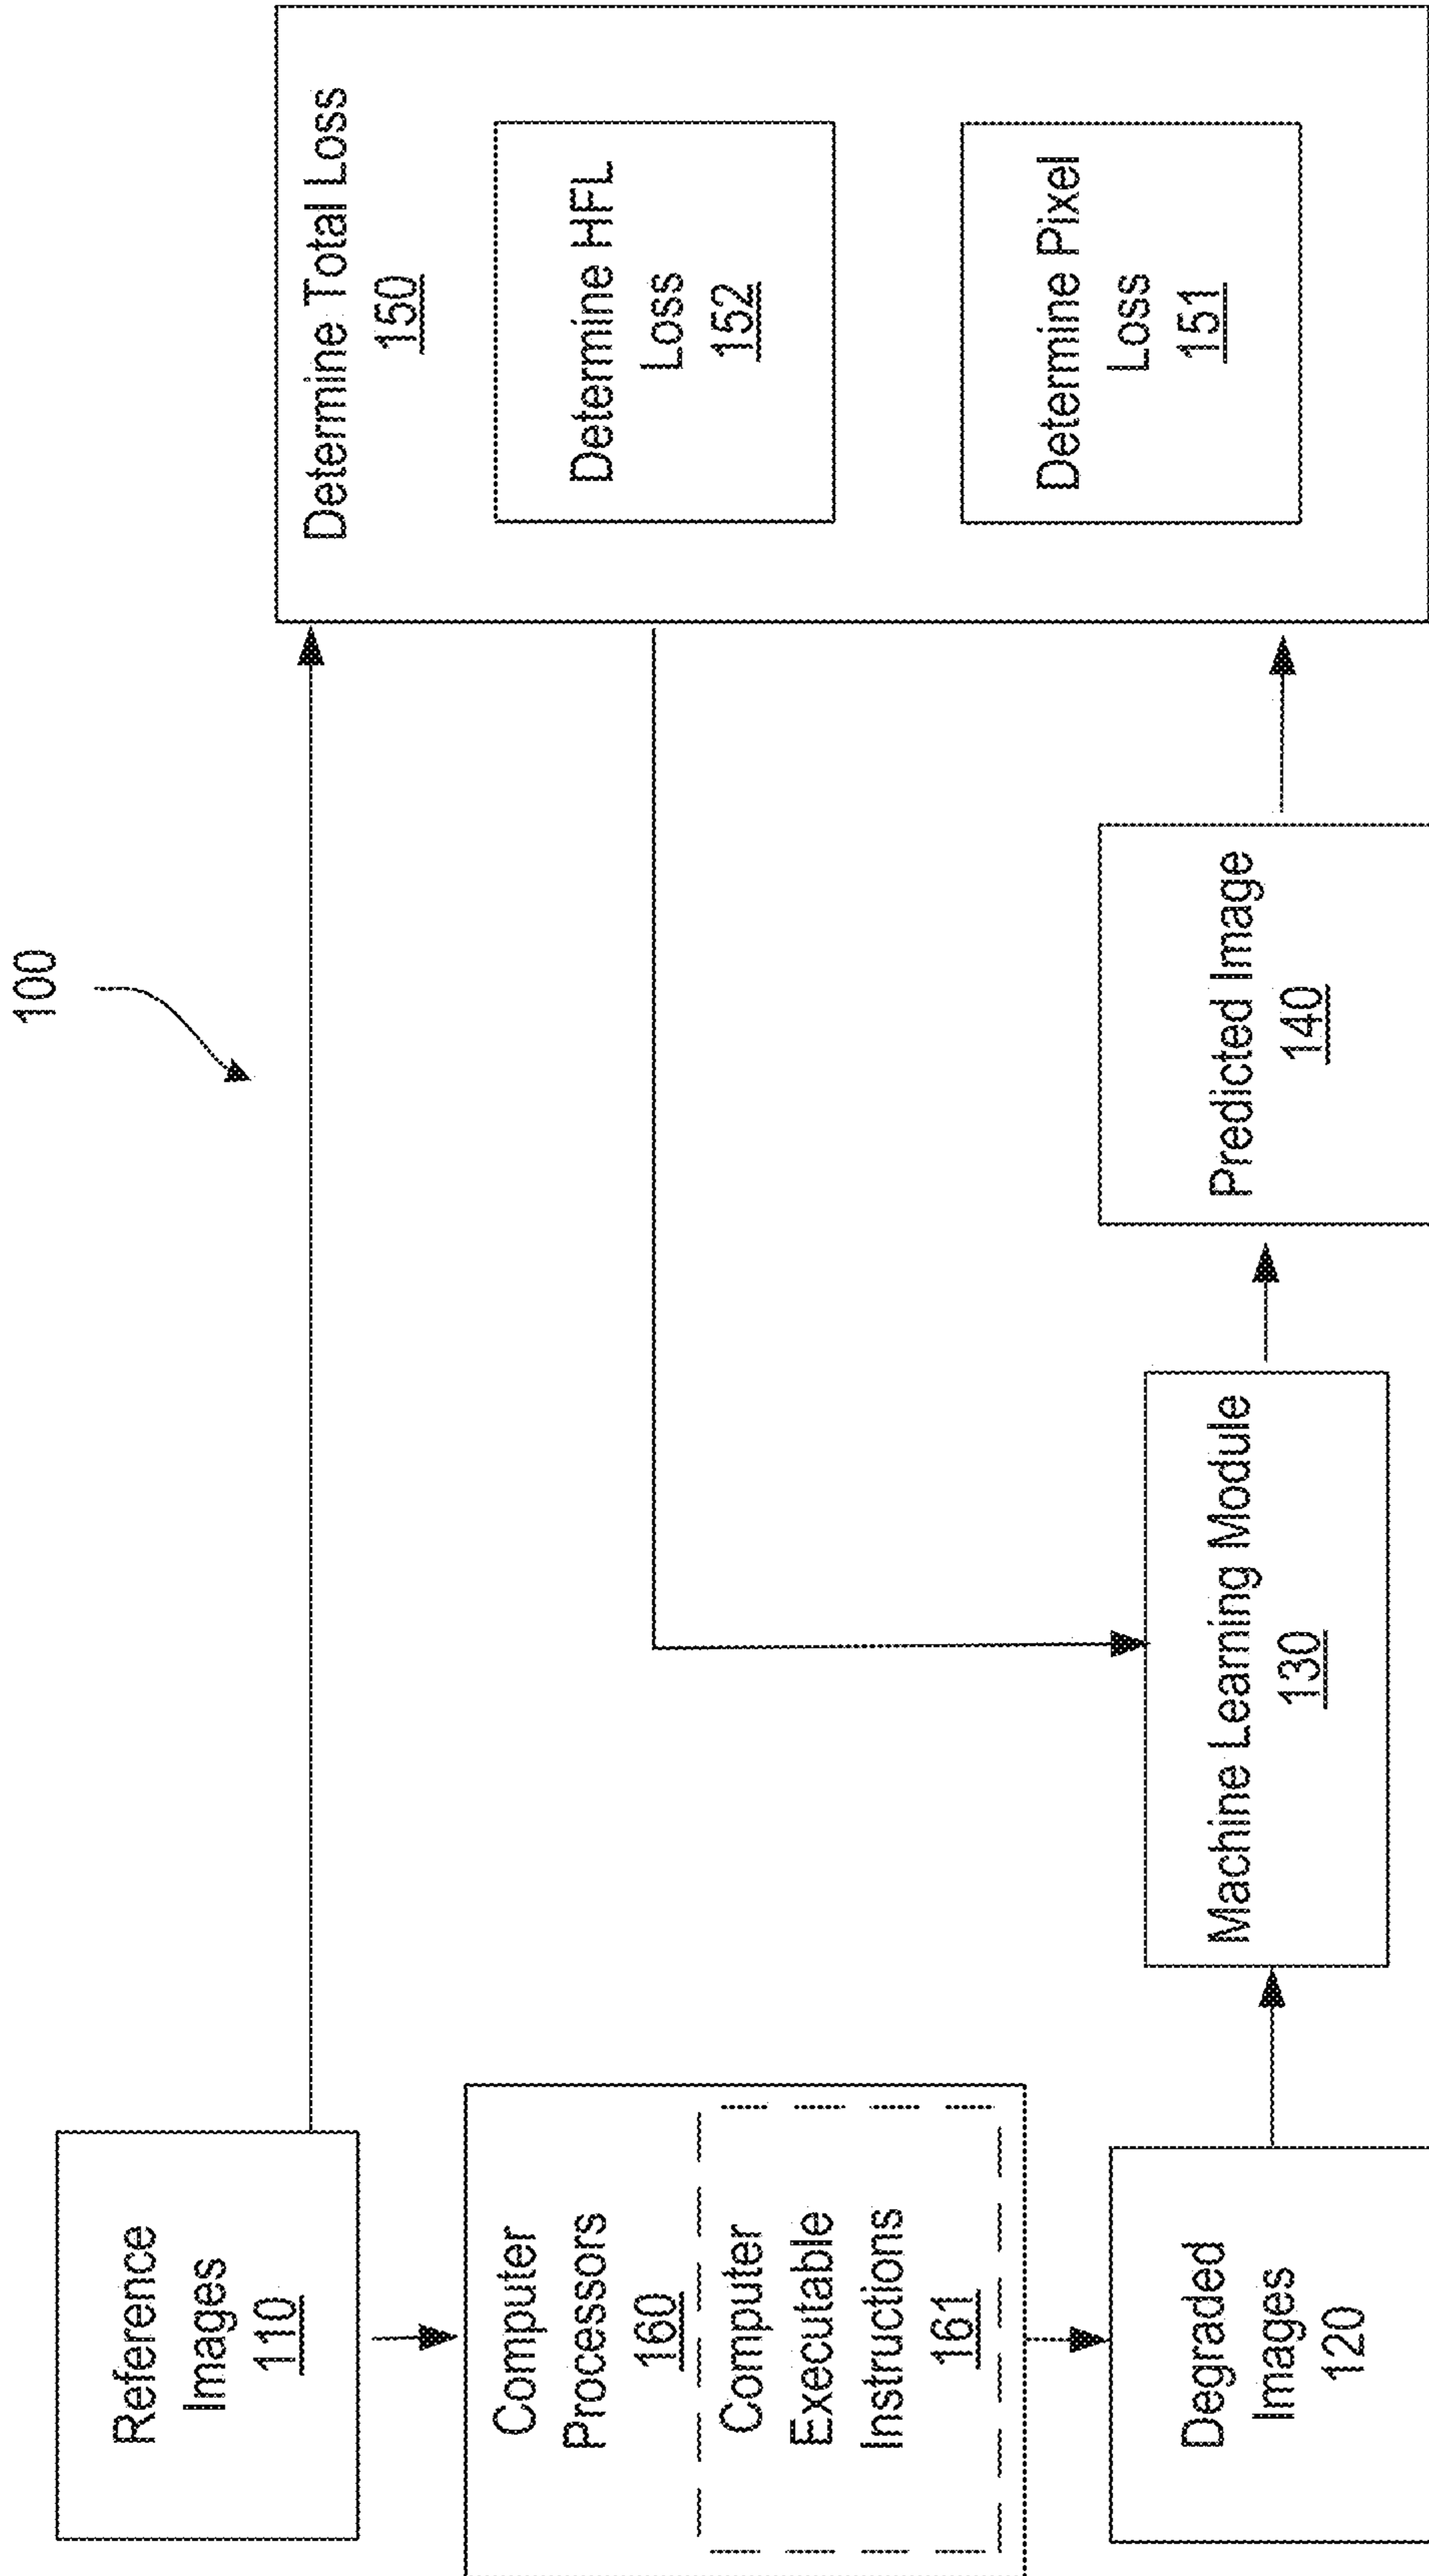 100
Reference
Images
110
Computer
Processors
160
Computer
Executable
Instructions
161
Degraded
Images
120
Machine Learning Module
130
Predicted Image
140
Determine Total Loss
150
Determine HFL
Loss
152
Determine Pixel
Loss
151